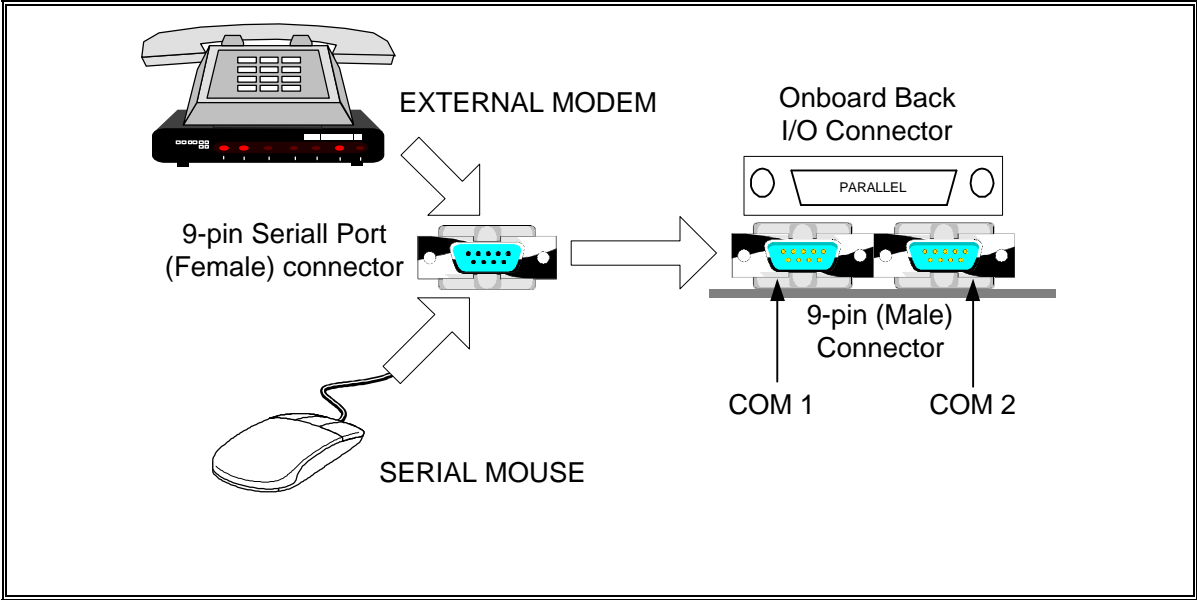 EXTERNAL MODEM
Onboard Back
I/O Connector
PARALLEL
9-pin Seriall Port
(Female) connector
9-pin (Male)
Connector
COM 1
COM 2
SERIAL MOUSE